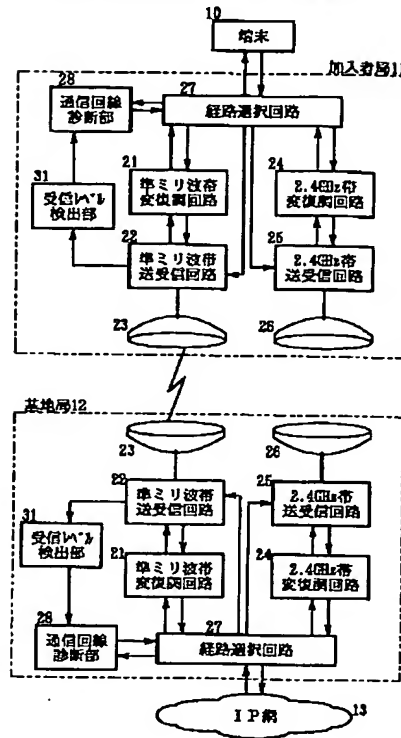 10
端末
加入者局11
28
通信回線
診断部
27
経路選択回路
31
受信レベル
検出部
21
準ミリ波帯
変復調回路
24
2.4GHz帯
変復調回路
22
準ミリ波帯
送受信回路
25
2.4GHz帯
送受信回路
23
26
基地局12
23
26
22
準ミリ波帯
送受信回路
25
2.4GHz帯
送受信回路
31
受信レベル
検出部
21
準ミリ波帯
変復調回路
24
2.4GHz帯
変復調回路
28
通信回線
診断部
27
経路選択回路
IP網
13